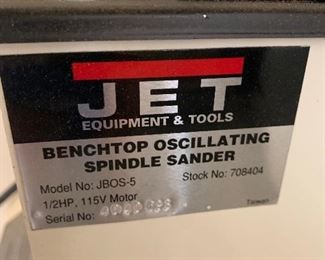 JET
EQUIPMENT & TOOLS
BENCHTOP OSCILLATING
SPINDLE SANDER
Model No: JBOS-5 Stock No: 708404
1/2HP, 115V Motor
Serial No: Taiwan